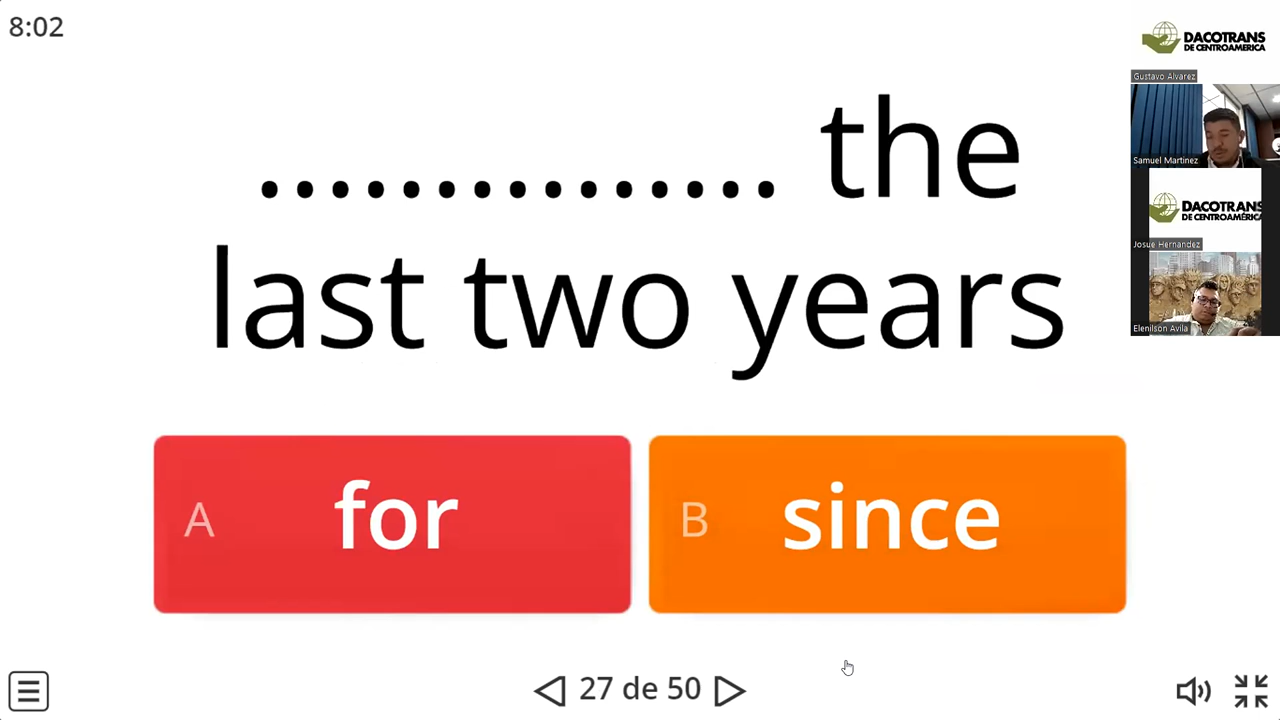 8:02
............... the
last two years
A for
B since
27 de 50
DACOTRANS
DE CENTROAMERICA
Gustavo Alvarez
Samuel Martinez
DACOTRANS
DE CENTROAMÉRICA
Josue Hernandez
Elenilson Avila